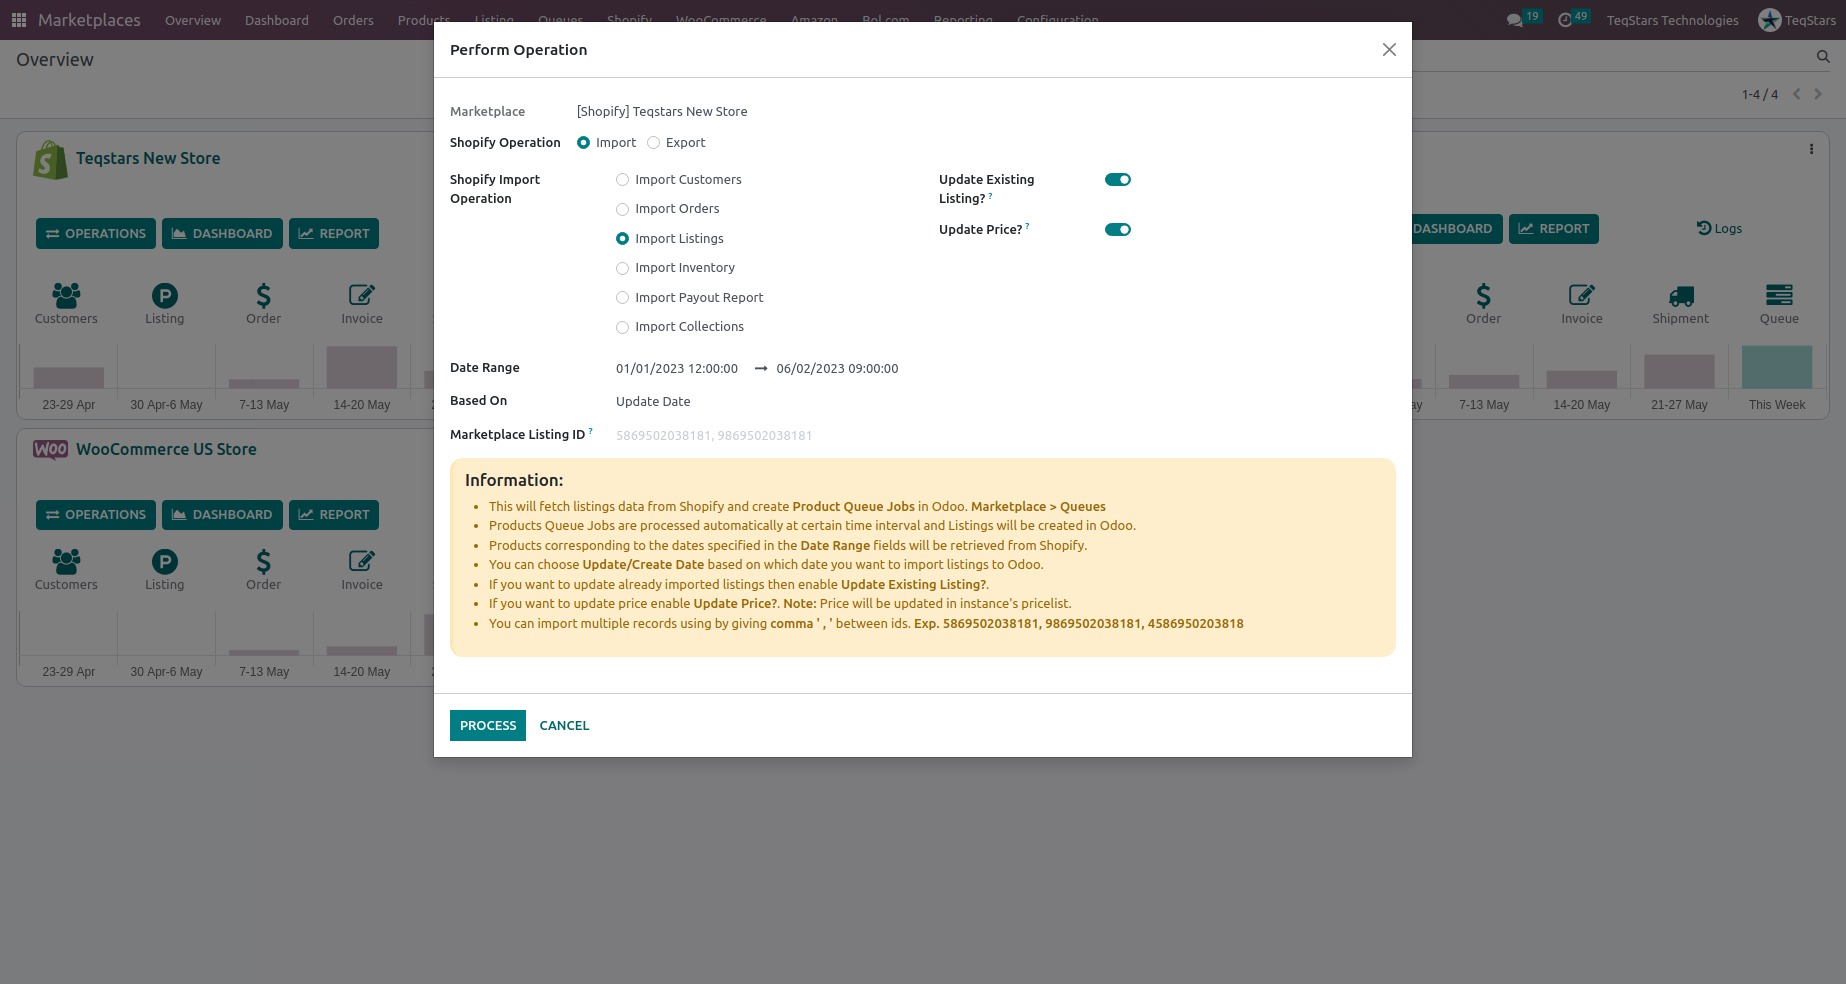 Marketplaces Overview Dashboard Orders Products Listing Queues Shopify WooCommerce Amazon Bol.com Reporting Configuration 19 49 TeqStars Technologies TeqStars
Overview
1-4 / 4
Perform Operation
Marketplace [Shopify] Teqstars New Store
Shopify Operation Import Export
Shopify Import Operation
Import Customers
Import Orders
Import Listings
Import Inventory
Import Payout Report
Import Collections
Update Existing Listing? ?
Update Price? ?
Date Range 01/01/2023 12:00:00 → 06/02/2023 09:00:00
Based On Update Date
Marketplace Listing ID ? 5869502038181, 9869502038181
Information:
• This will fetch listings data from Shopify and create Product Queue Jobs in Odoo. Marketplace > Queues
• Products Queue Jobs are processed automatically at certain time interval and Listings will be created in Odoo.
• Products corresponding to the dates specified in the Date Range fields will be retrieved from Shopify.
• You can choose Update/Create Date based on which date you want to import listings to Odoo.
• If you want to update already imported listings then enable Update Existing Listing?.
• If you want to update price enable Update Price?. Note: Price will be updated in instance's pricelist.
• You can import multiple records using by giving comma ' , ' between ids. Exp. 5869502038181, 9869502038181, 4586950203818
PROCESS CANCEL
Teqstars New Store
OPERATIONS DASHBOARD REPORT
Customers Listing Order Invoice
23-29 Apr 30 Apr-6 May 7-13 May 14-20 May
DASHBOARD REPORT Logs
Order Invoice Shipment Queue
7-13 May 14-20 May 21-27 May This Week
WOO WooCommerce US Store
OPERATIONS DASHBOARD REPORT
Customers Listing Order Invoice
23-29 Apr 30 Apr-6 May 7-13 May 14-20 May